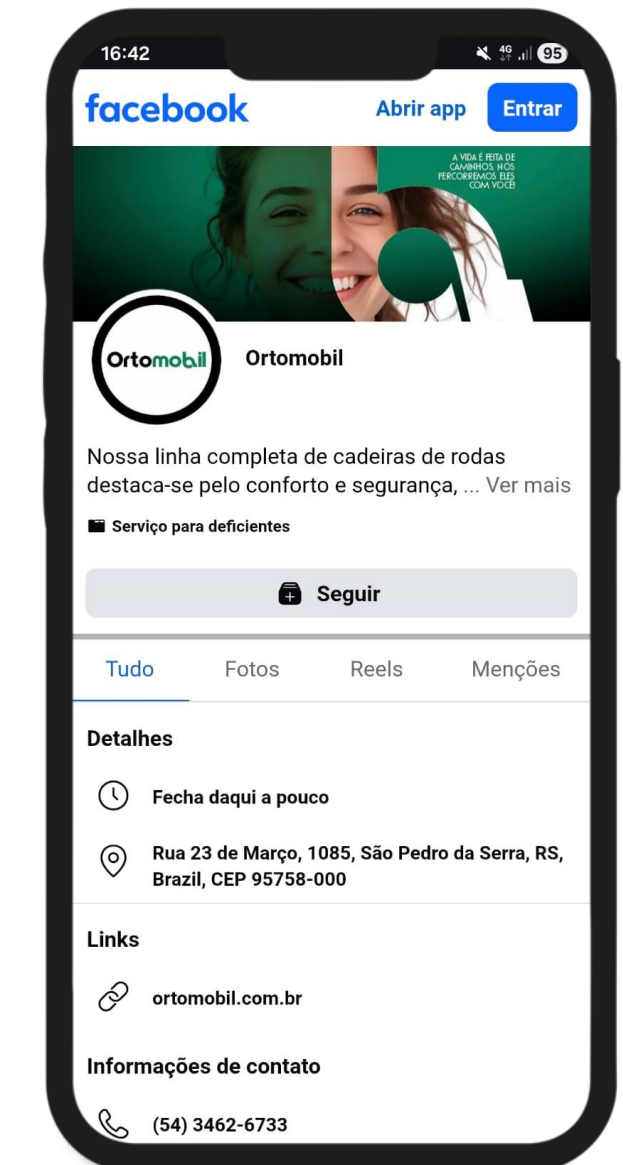 16:42
4G
95
facebook
Abrir app
Entrar
A VIDA É FEITA DE
CAMINHOS, NÓS
PERCORREMOS ELES
COM VOCÊ!
Ortomobil
Ortomobil
Nossa linha completa de cadeiras de rodas
destaca-se pelo conforto e segurança, ... Ver mais
Serviço para deficientes
Seguir
Tudo
Fotos
Reels
Menções
Detalhes
Fecha daqui a pouco
Rua 23 de Março, 1085, São Pedro da Serra, RS,
Brazil, CEP 95758-000
Links
ortomobil.com.br
Informações de contato
(54) 3462-6733